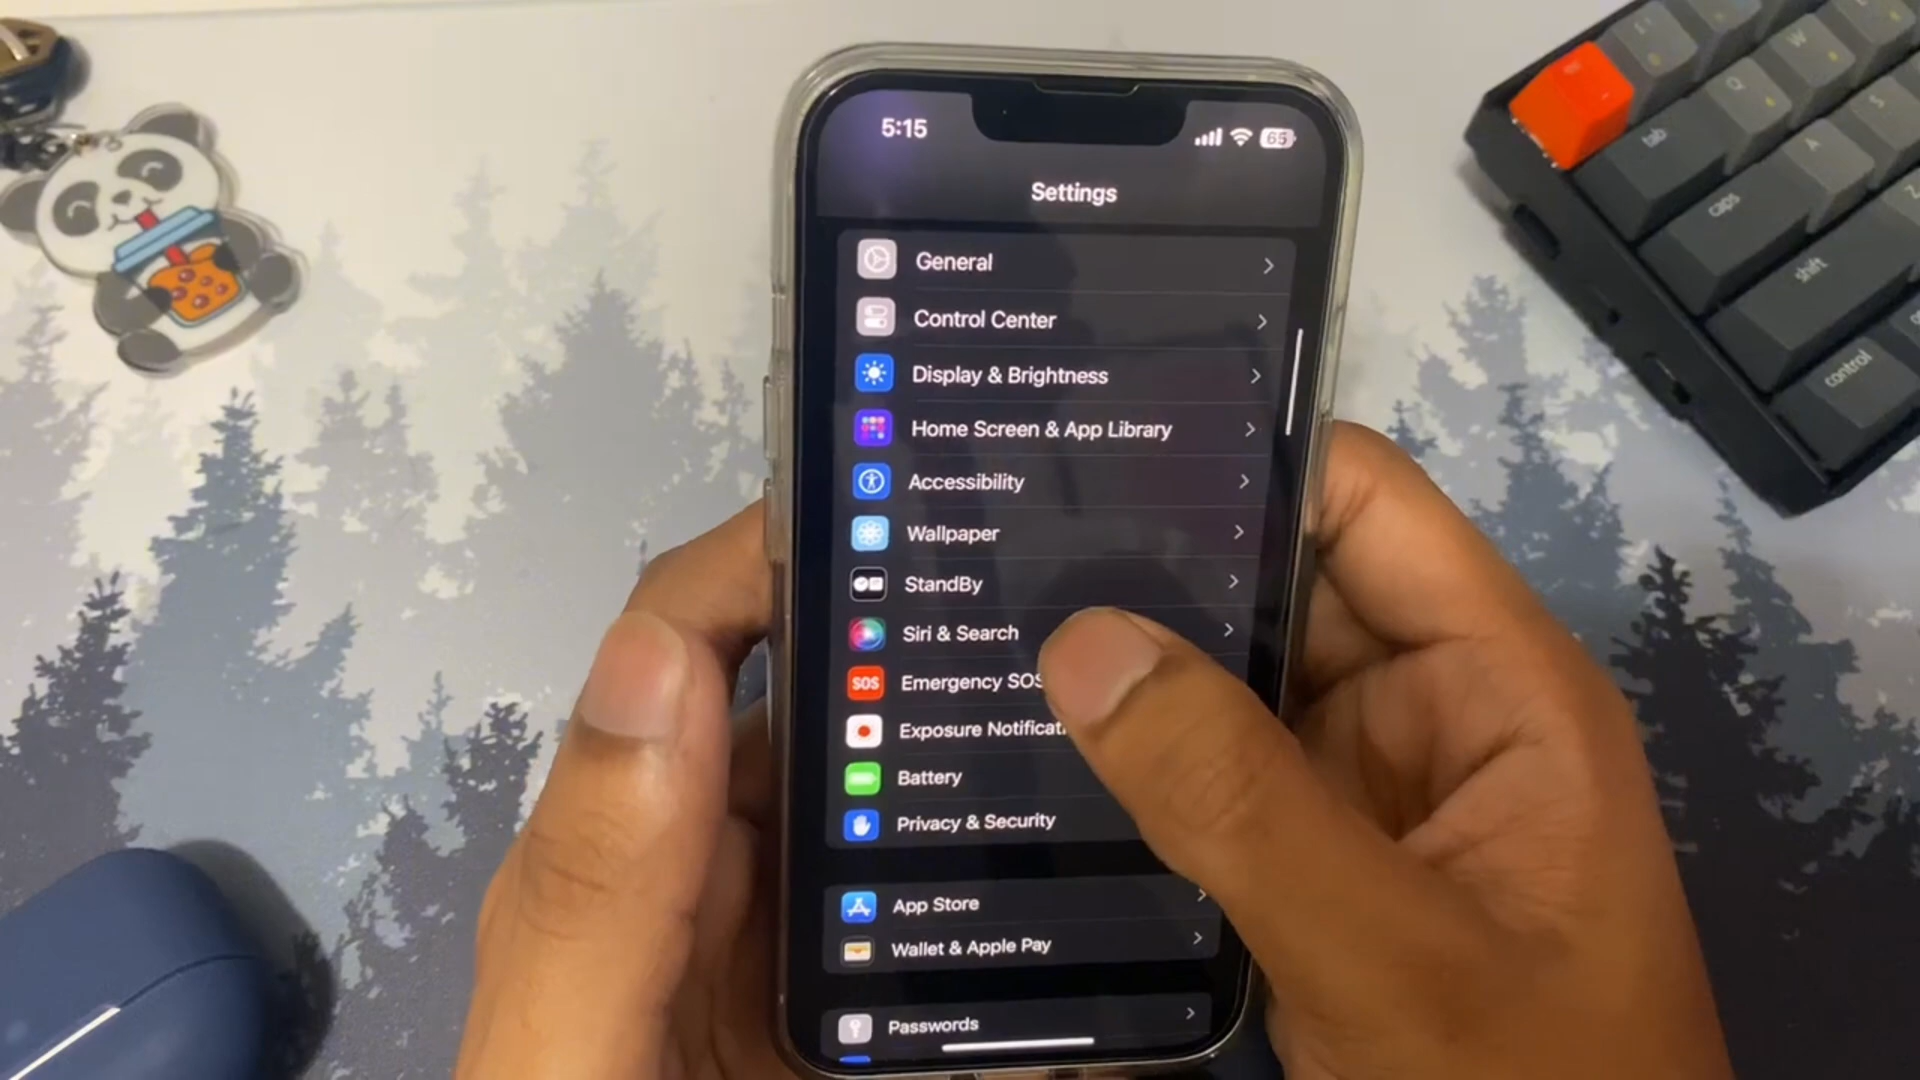 5:15
65
Settings
General
Control Center
Display & Brightness
Home Screen & App Library
Accessibility
Wallpaper
StandBy
Siri & Search
SOS Emergency SOS
Exposure Notificati
Battery
Privacy & Security
App Store
Wallet & Apple Pay
Passwords
W
Q
tab
S
A
caps
Z
shift
control